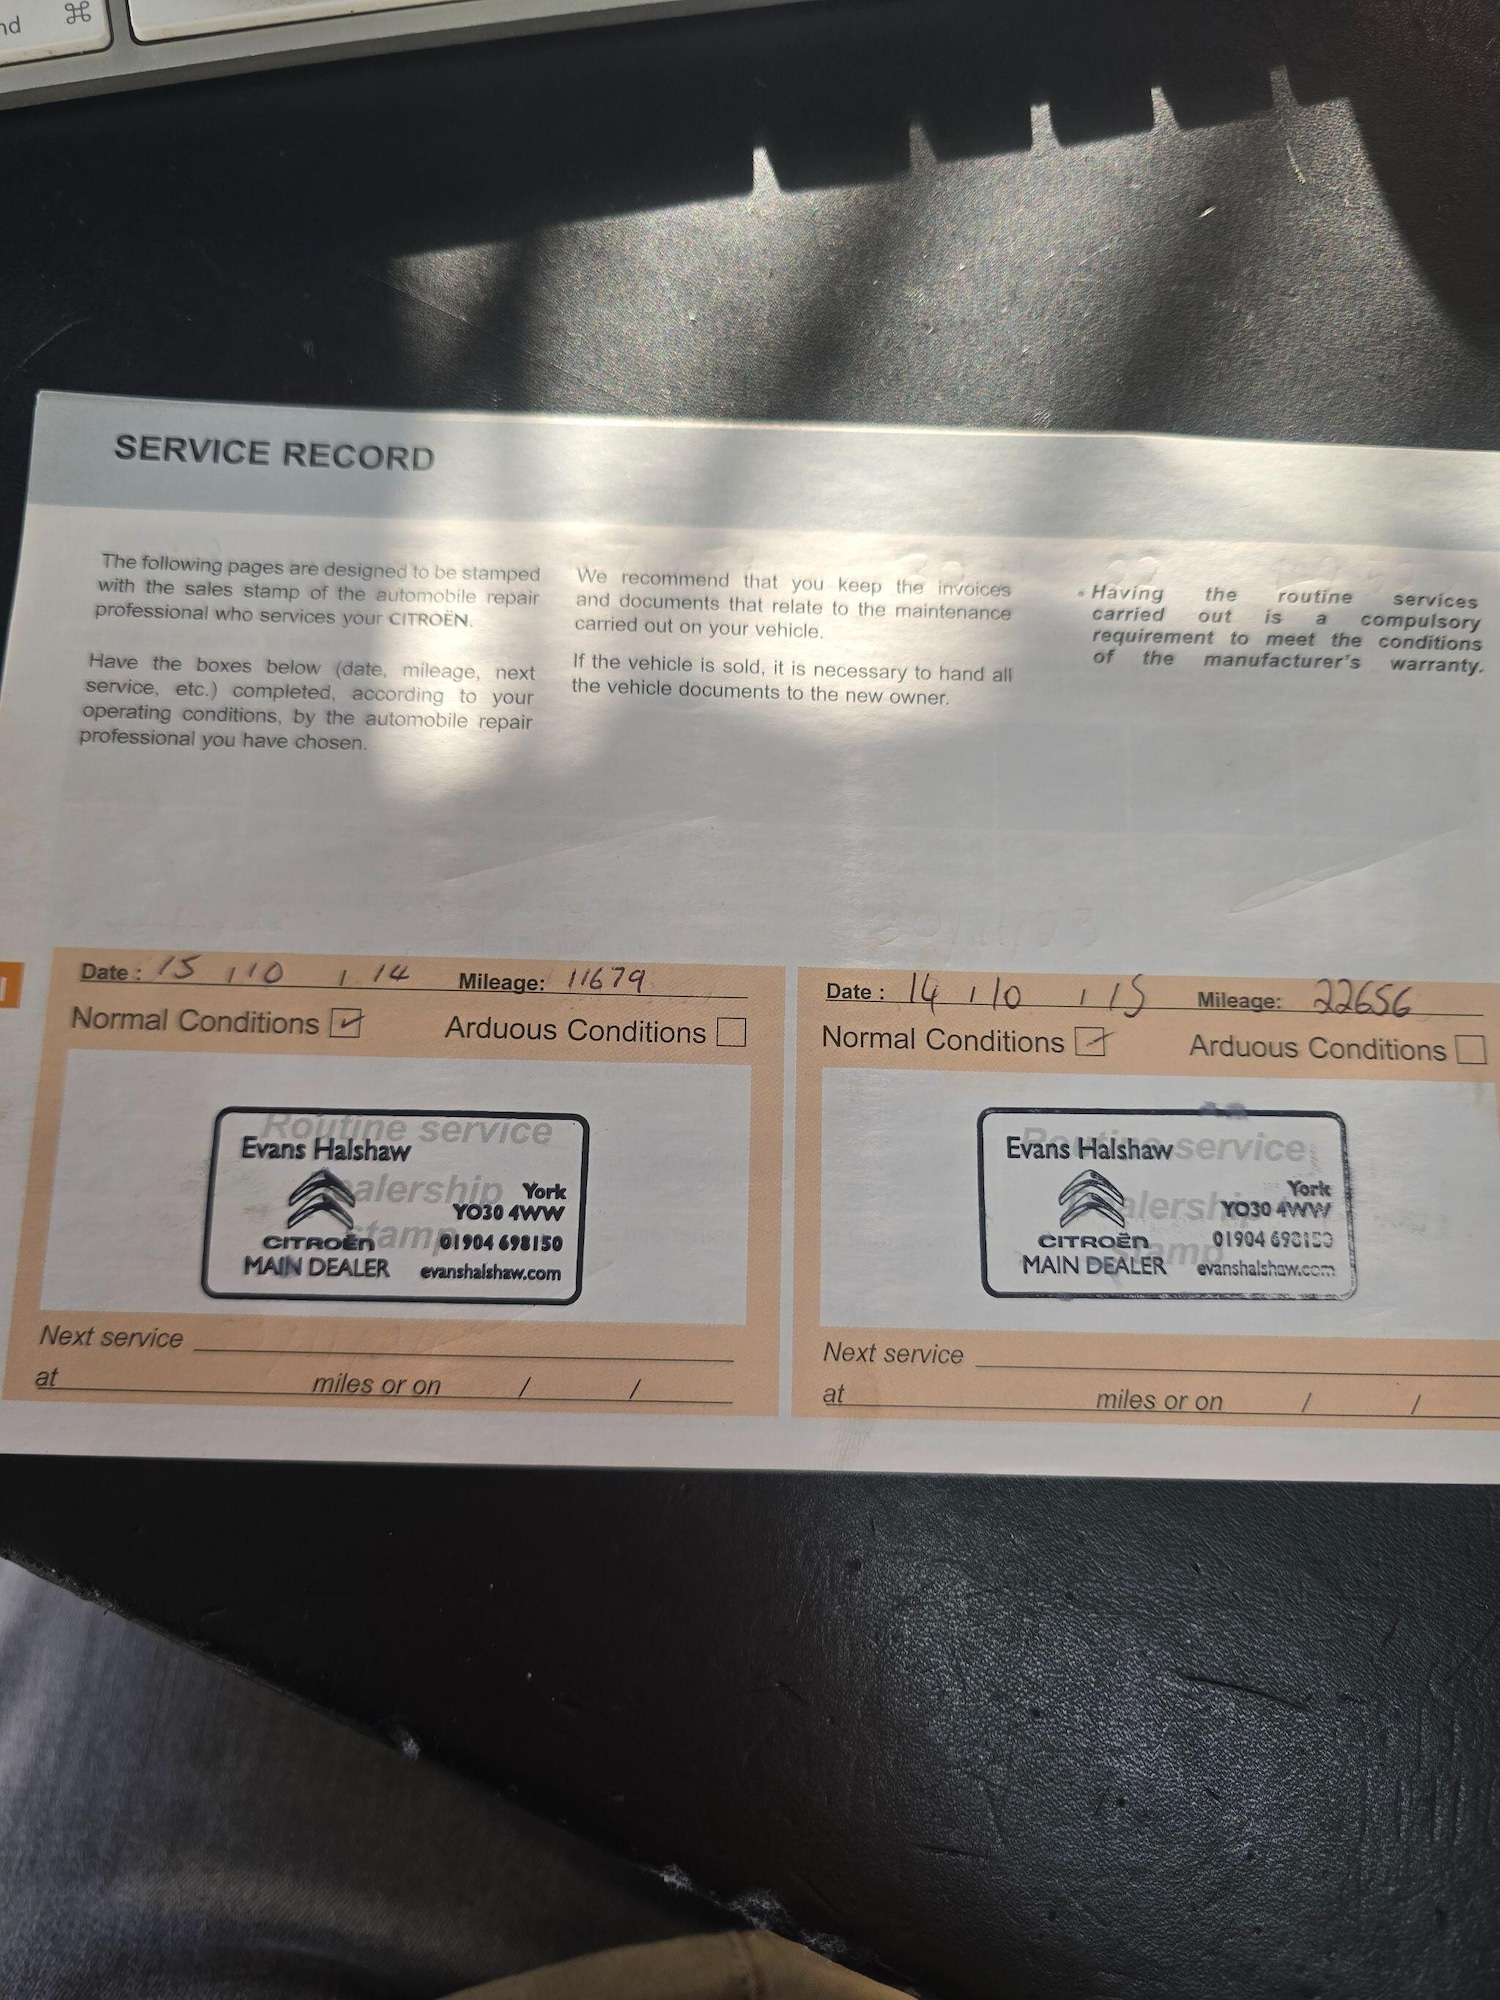 ⌘
SERVICE RECORD
The following pages are designed to be stamped
with the sales stamp of the automobile repair
professional who services your CITROËN.
Have the boxes below (date, mileage, next
service, etc.) completed, according to your
operating conditions, by the automobile repair
professional you have chosen.
We recommend that you keep the invoices
and documents that relate to the maintenance
carried out on your vehicle.
If the vehicle is sold, it is necessary to hand all
the vehicle documents to the new owner.
• Having the routine services
carried out is a compulsory
requirement to meet the conditions
of the manufacturer's warranty.
Date : 15 / 10 / 14 Mileage: 11679
Normal Conditions Arduous Conditions
Routine service
Evans Halshaw
York
YO30 4WW
CITROËN 01904 698150
MAIN DEALER evanshalshaw.com
Next service
at miles or on / /
Date : 14 / 10 / 15 Mileage: 22656
Normal Conditions Arduous Conditions
Evans Halshaw service
York
YO30 4WW
CITROËN 01904 698150
MAIN DEALER evanshalshaw.com
Next service
at miles or on / /